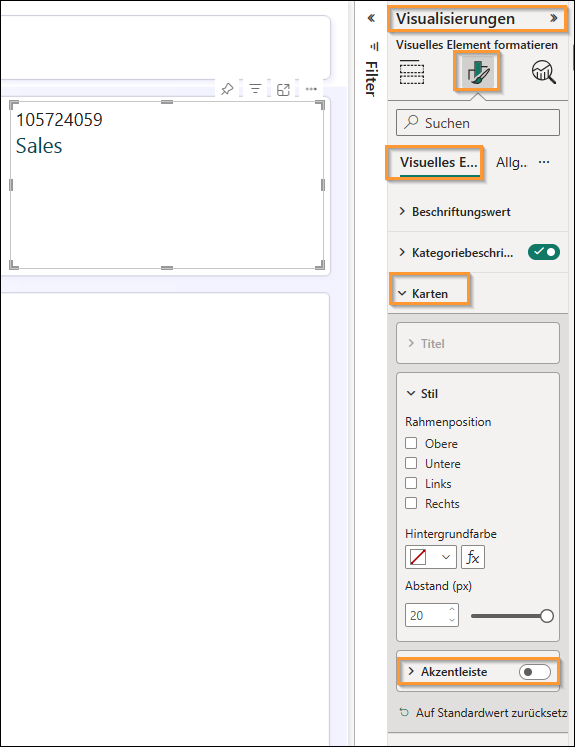 105724059
Sales
Filter
Visualisierungen
Visuelles Element formatieren
Suchen
Visuelles E...
Allg..
Beschriftungswert
Kategoriebeschri...
Karten
Titel
Stil
Rahmenposition
Obere
Untere
Links
Rechts
Hintergrundfarbe
fx
Abstand (px)
20
Akzentleiste
Auf Standardwert zurücksetze